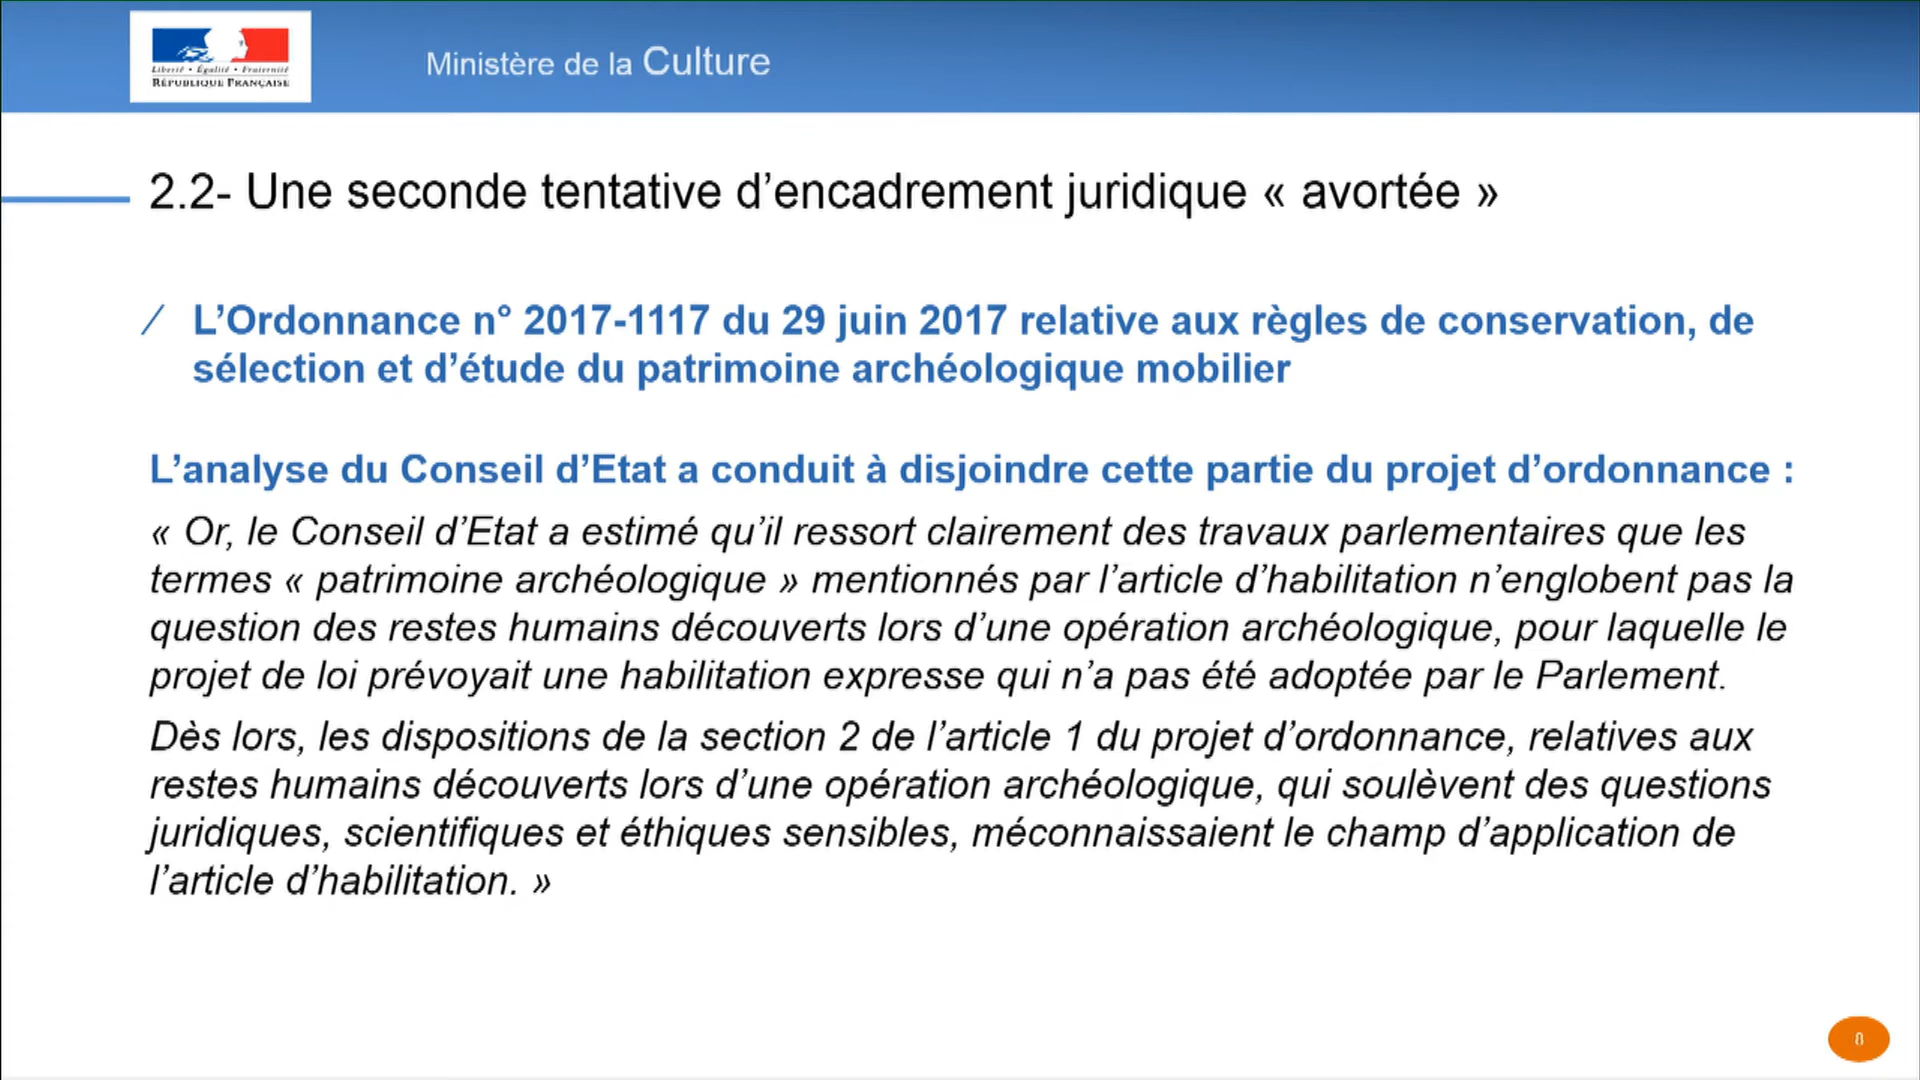 Liberté • Égalité • Fraternité
RÉPUBLIQUE FRANÇAISE
Ministère de la Culture
2.2- Une seconde tentative d’encadrement juridique « avortée »
/ L’Ordonnance n° 2017-1117 du 29 juin 2017 relative aux règles de conservation, de
sélection et d’étude du patrimoine archéologique mobilier
L’analyse du Conseil d’Etat a conduit à disjoindre cette partie du projet d’ordonnance :
« Or, le Conseil d’Etat a estimé qu’il ressort clairement des travaux parlementaires que les
termes « patrimoine archéologique » mentionnés par l’article d’habilitation n’englobent pas la
question des restes humains découverts lors d’une opération archéologique, pour laquelle le
projet de loi prévoyait une habilitation expresse qui n’a pas été adoptée par le Parlement.
Dès lors, les dispositions de la section 2 de l’article 1 du projet d’ordonnance, relatives aux
restes humains découverts lors d’une opération archéologique, qui soulèvent des questions
juridiques, scientifiques et éthiques sensibles, méconnaissaient le champ d’application de
l’article d’habilitation. »